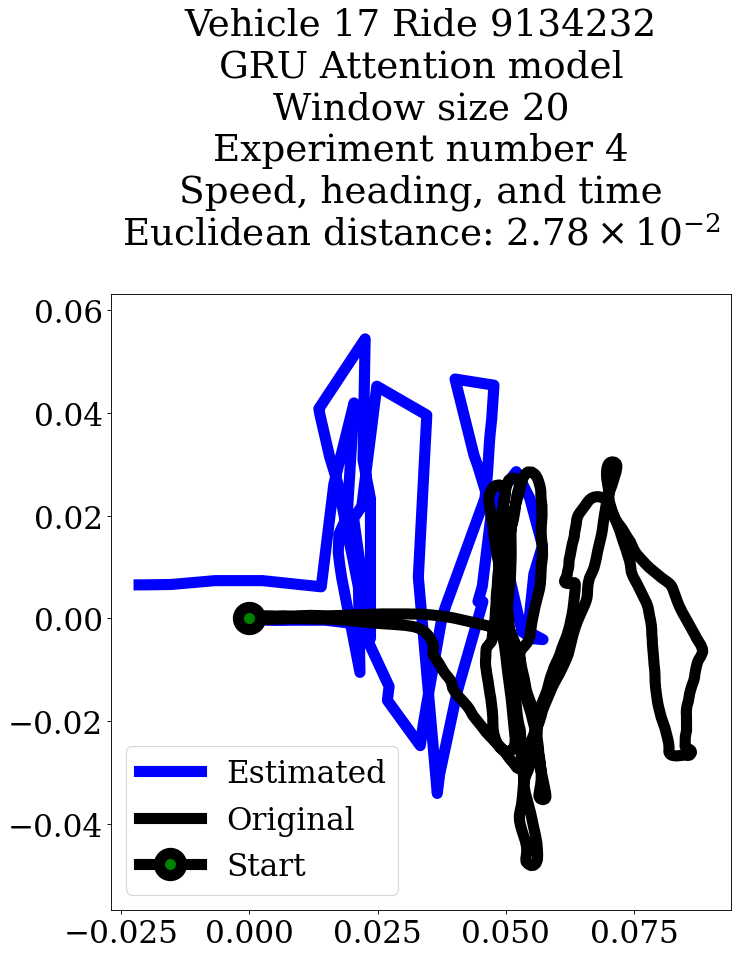 Vehicle 17 Ride 9134232
GRU Attention model
Window size 20
Experiment number 4
Speed, heading, and time
Euclidean distance: 2.78 × 10⁻²
0.06
0.04
0.02
0.00
−0.02
−0.04
Estimated
Original
Start
−0.025 0.000 0.025 0.050 0.075